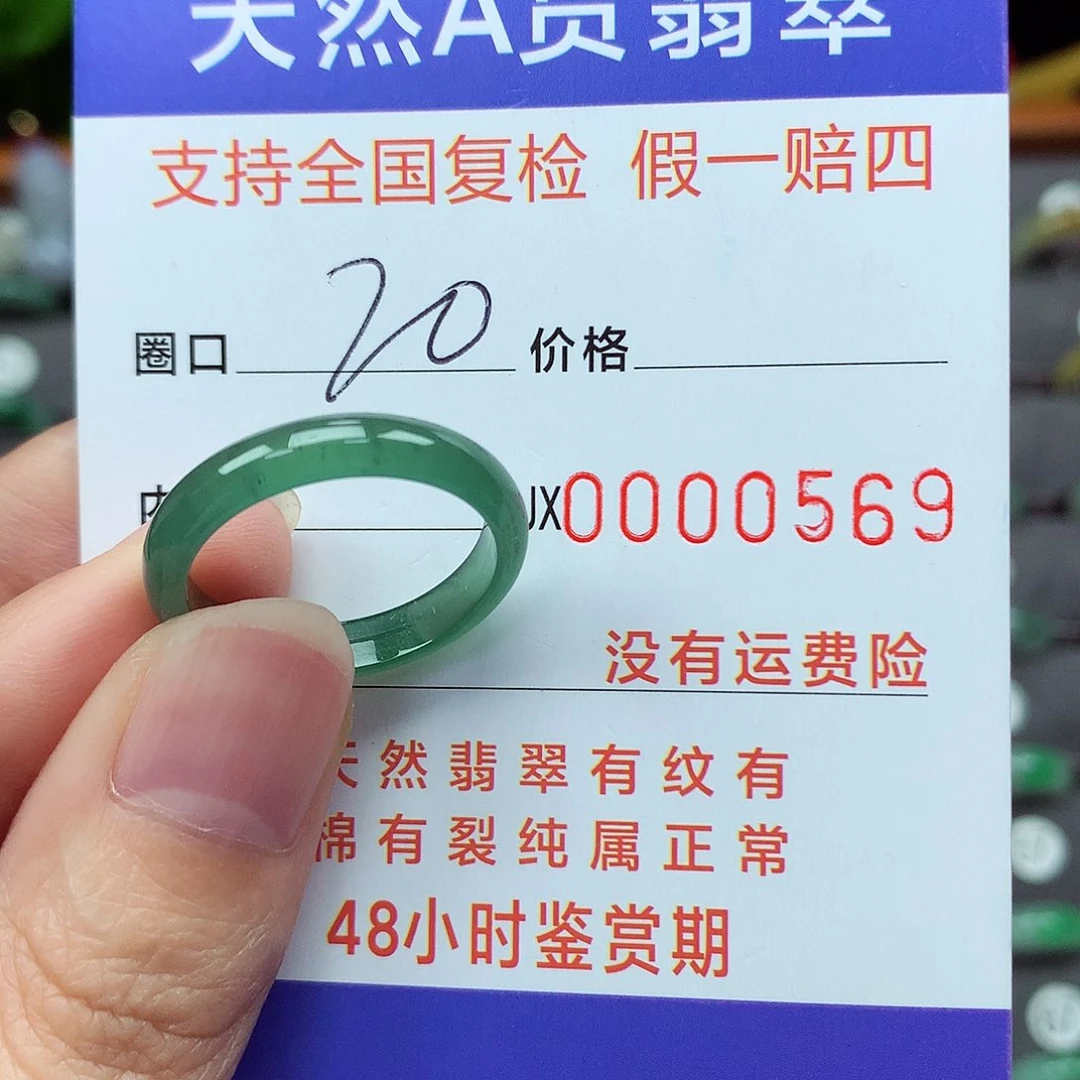 天然A货翡翠
支持全国复检 假一赔四
圈口 20 价格
内 JX0000569
没有运费险
天然翡翠有纹有
棉有裂纯属正常
48小时鉴赏期